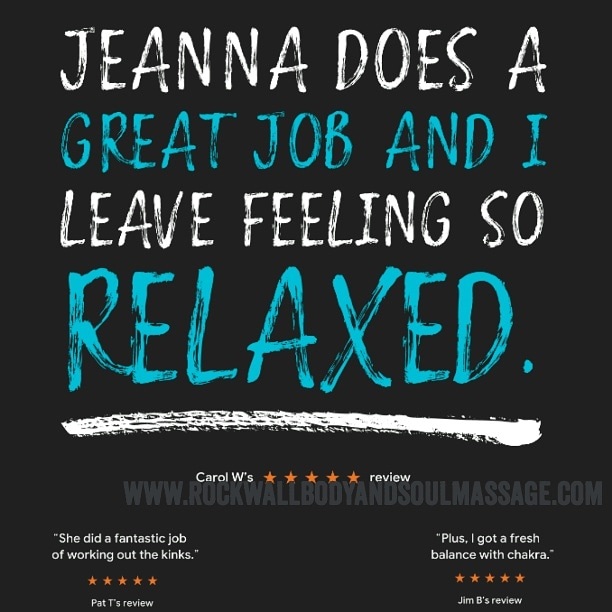 JEANNA DOES A
GREAT JOB AND I
LEAVE FEELING SO
RELAXED.
Carol W's ★ ★ ★ ★ ★ review
WWW.ROCKWALLBODYANDSOULMASSAGE.COM
"She did a fantastic job
of working out the kinks."
★★★★★
Pat T's review
"Plus, I got a fresh
balance with chakra."
★★★★★
Jim B's review